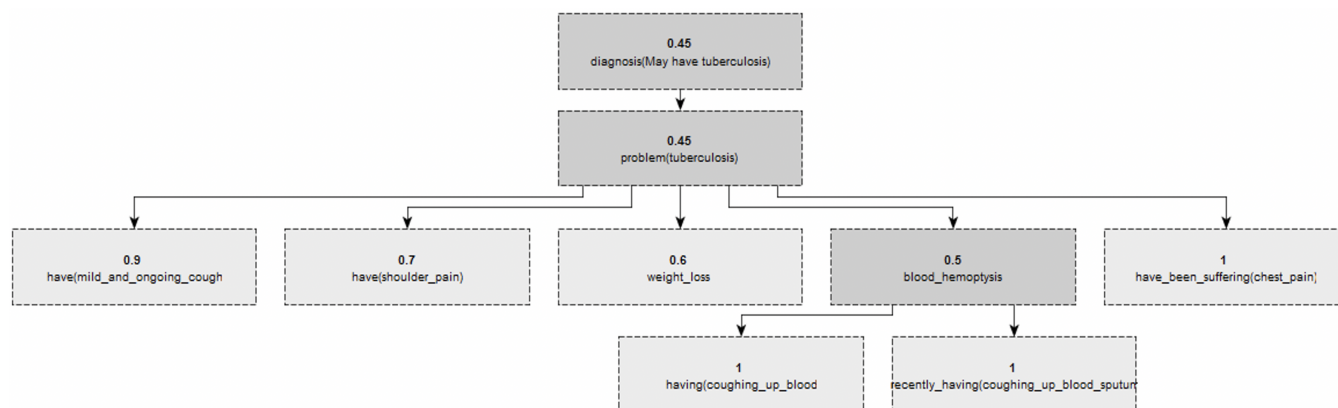 0.45
diagnosis(May have tuberculosis)
0.45
problem(tuberculosis)
0.9
have(mild_and_ongoing_cough
0.7
have(shoulder_pain)
0.6
weight_loss
0.5
blood_hemoptysis
1
have_been_suffering(chest_pain)
1
having(coughing_up_blood
1
recently_having(coughing_up_blood_sputum